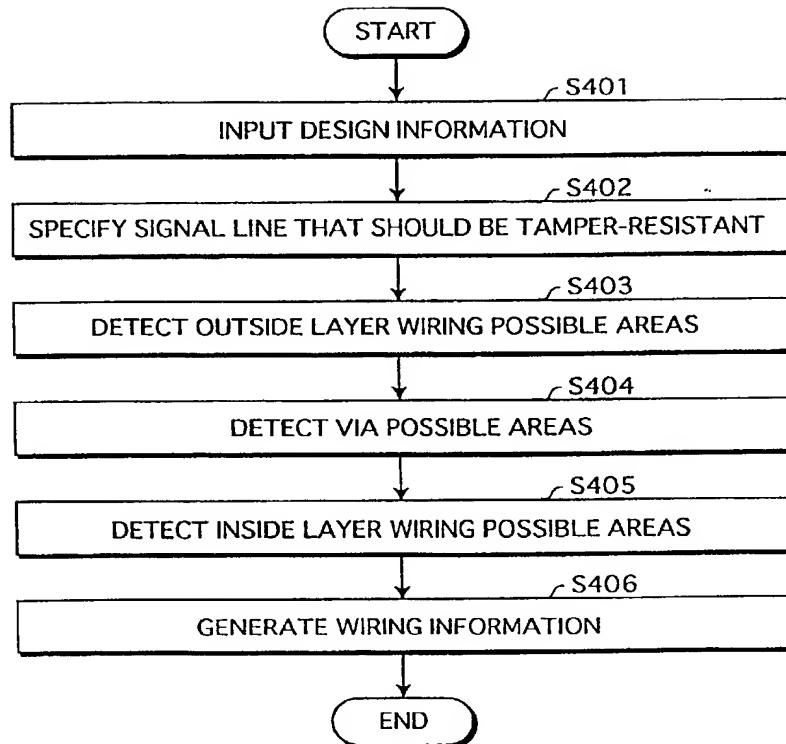 START
S401
INPUT DESIGN INFORMATION
S402
SPECIFY SIGNAL LINE THAT SHOULD BE TAMPER-RESISTANT
S403
DETECT OUTSIDE LAYER WIRING POSSIBLE AREAS
S404
DETECT VIA POSSIBLE AREAS
S405
DETECT INSIDE LAYER WIRING POSSIBLE AREAS
S406
GENERATE WIRING INFORMATION
END